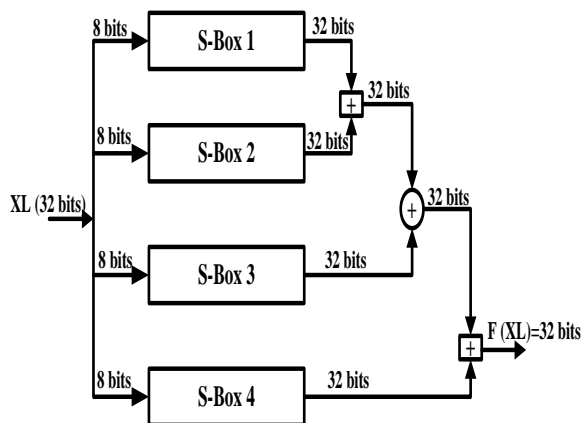 8 bits
S-Box 1
32 bits
+
32 bits
8 bits
S-Box 2
32 bits
XL (32 bits)
+
32 bits
8 bits
S-Box 3
32 bits
+
F (XL)=32 bits
8 bits
S-Box 4
32 bits